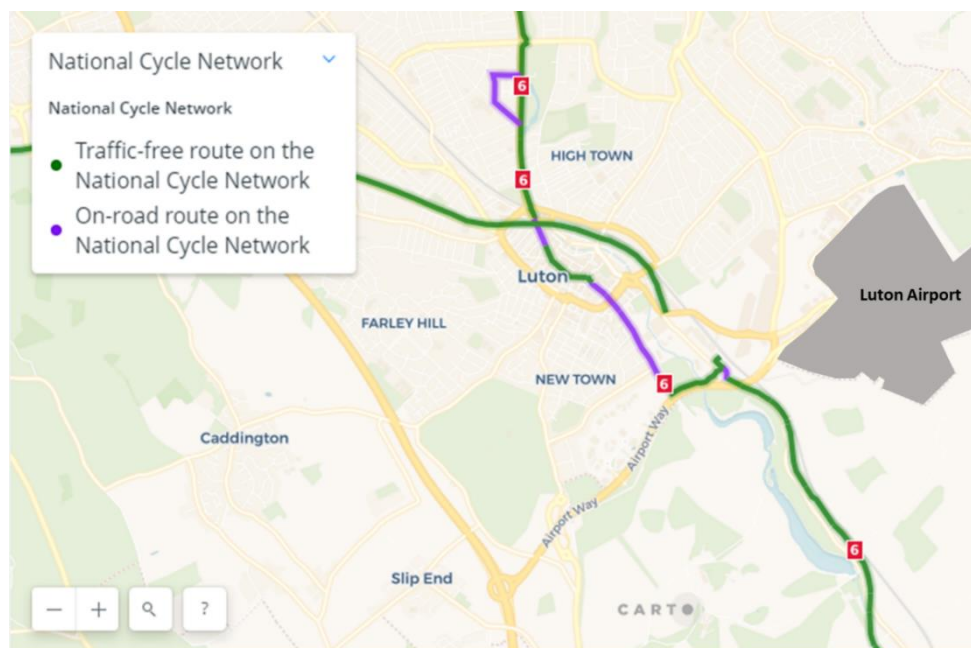 National Cycle Network
National Cycle Network
Traffic-free route on the
National Cycle Network
On-road route on the
National Cycle Network
6
HIGH TOWN
6
Luton
Luton Airport
FARLEY HILL
NEW TOWN
6
Airport Way
Caddington
Airport Way
6
Slip End
CARTO
− + ?